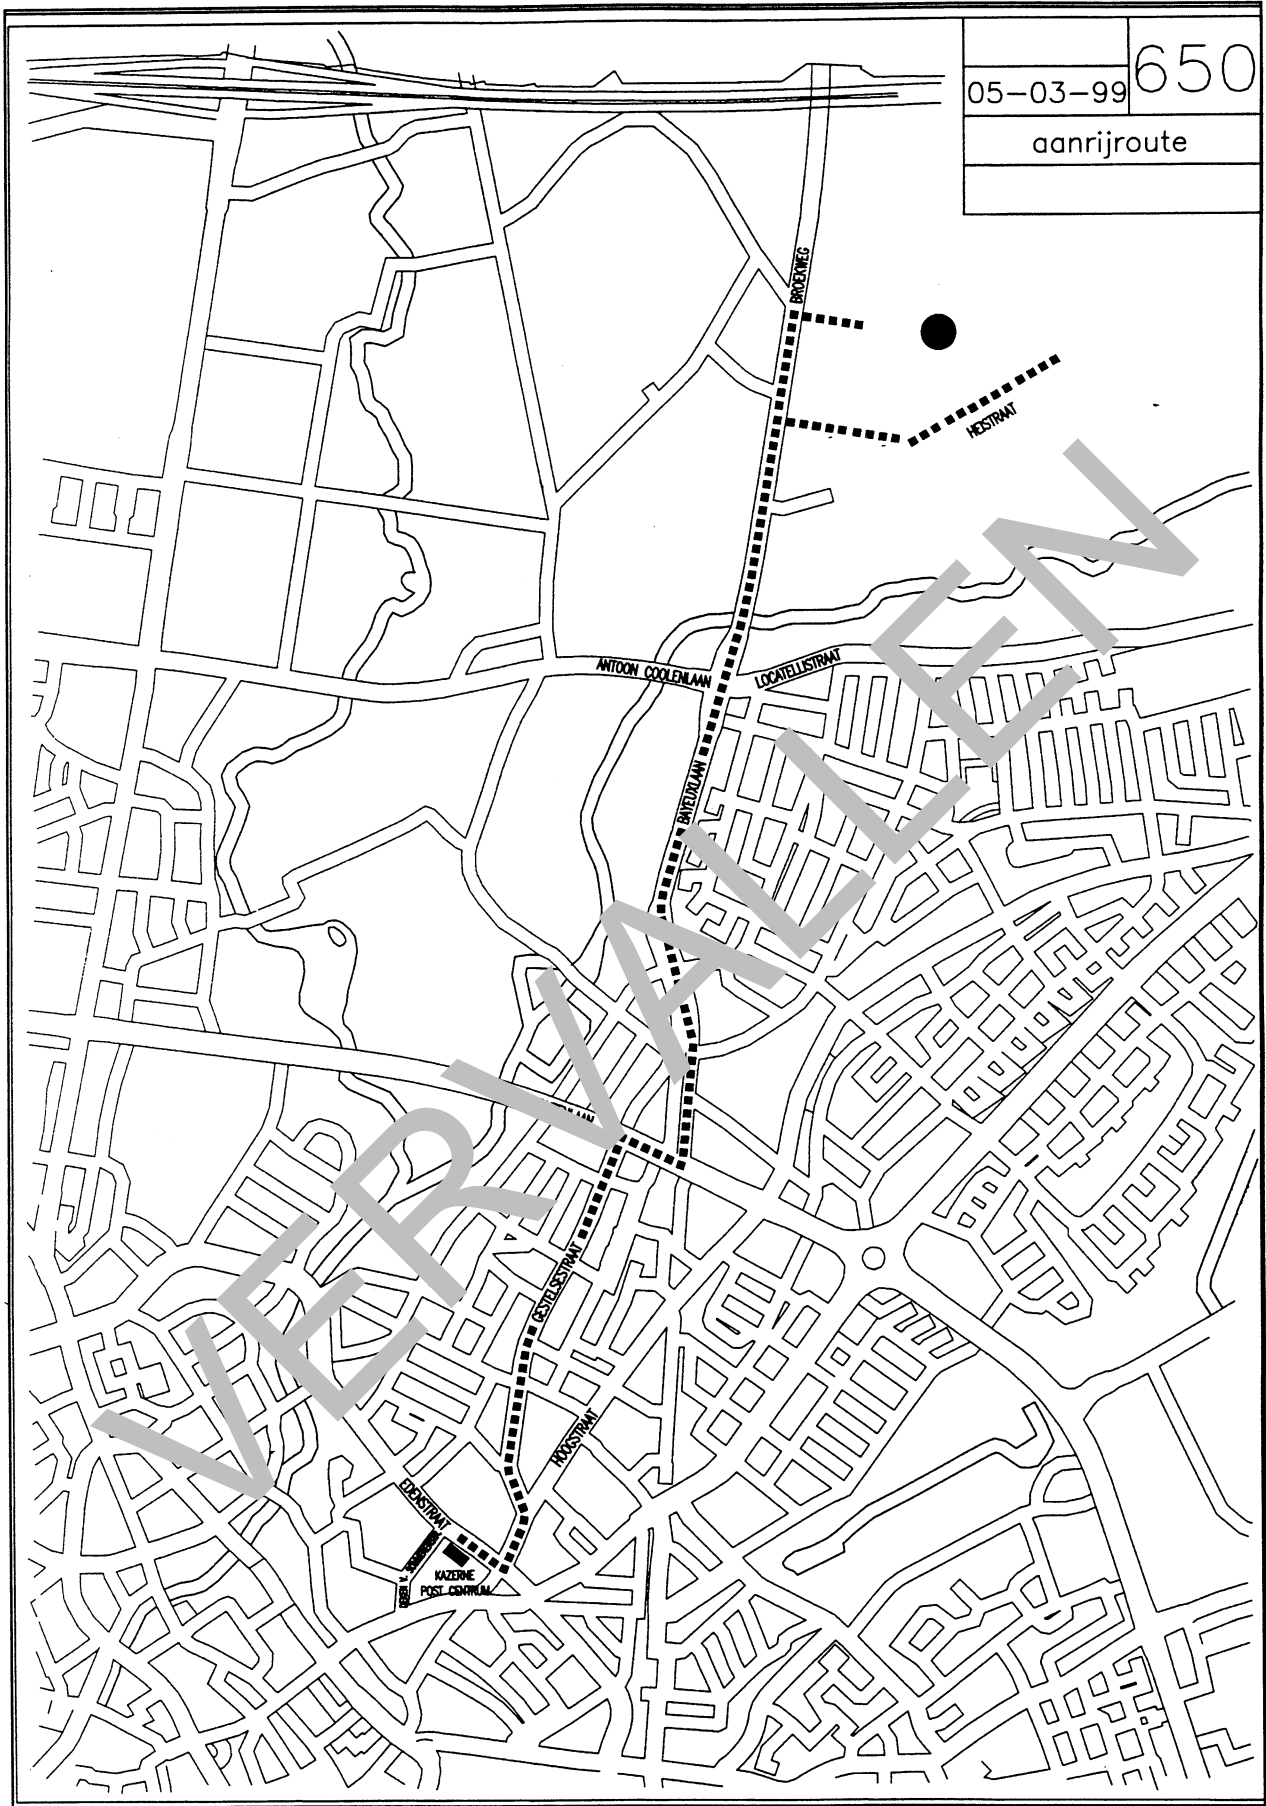 650
05-03-99
aanrijroute
BROEKWEG
HEISTRAAT
ANTOON COOLENLAAN
LOCATELLISTRAAT
BAYEUXLAAN
VERVALLEN
GESTELSESTRAAT
HOOGSTRAAT
EDENSTRAAT
KAZERNE
POST CENTRUM